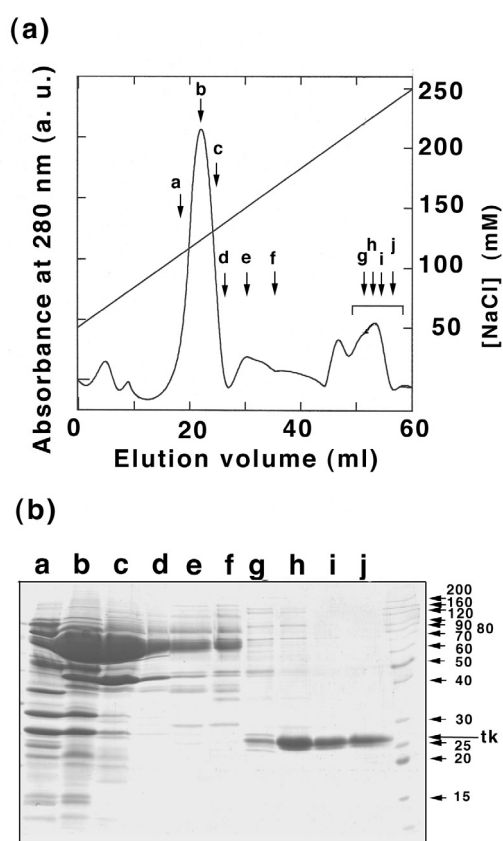 (a)
Absorbance at 280 nm (a. u.)
a
b
c
d
e
f
g
h
i
j
250
200
150
100
50
[NaCl] (mM)
0
20
40
60
Elution volume (ml)
(b)
a b c d e f g h i j
200
160
120
90
80
70
60
50
40
30
tk
25
20
15